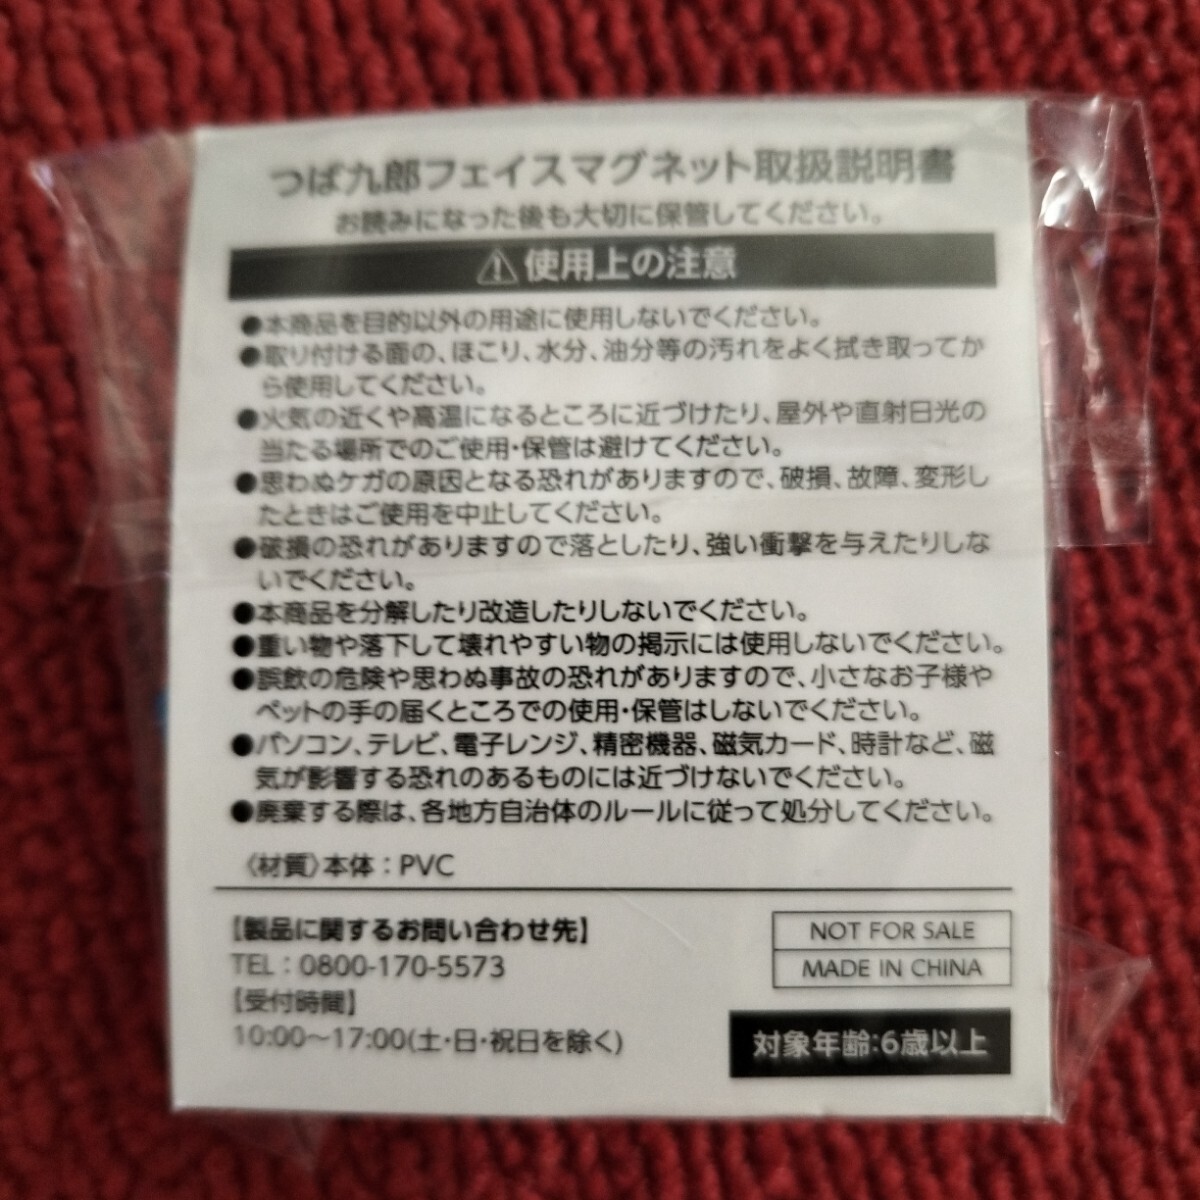 つば九郎フェイスマグネット取扱説明書
お読みになった後も大切に保管してください。
⚠使用上の注意
●本商品を目的以外の用途に使用しないでください。
●取り付ける面の、ほこり、水分、油分等の汚れをよく拭き取ってか
ら使用してください。
●火気の近くや高温になるところに近づけたり、屋外や直射日光の
当たる場所でのご使用・保管は避けてください。
●思わぬケガの原因となる恐れがありますので、破損、故障、変形し
たときはご使用を中止してください。
●破損の恐れがありますので落としたり、強い衝撃を与えたりしな
いでください。
●本商品を分解したり改造したりしないでください。
●重い物や落下して壊れやすい物の掲示には使用しないでください。
●誤飲の危険や思わぬ事故の恐れがありますので、小さなお子様や
ペットの手の届くところでの使用・保管はしないでください。
●パソコン、テレビ、電子レンジ、精密機器、磁気カード、時計など、磁
気が影響する恐れのあるものには近づけないでください。
●廃棄する際は、各地方自治体のルールに従って処分してください。
〈材質〉本体：PVC
【製品に関するお問い合わせ先】
TEL：0800-170-5573
【受付時間】
10:00～17:00(土・日・祝日を除く)
NOT FOR SALE
MADE IN CHINA
対象年齢:6歳以上